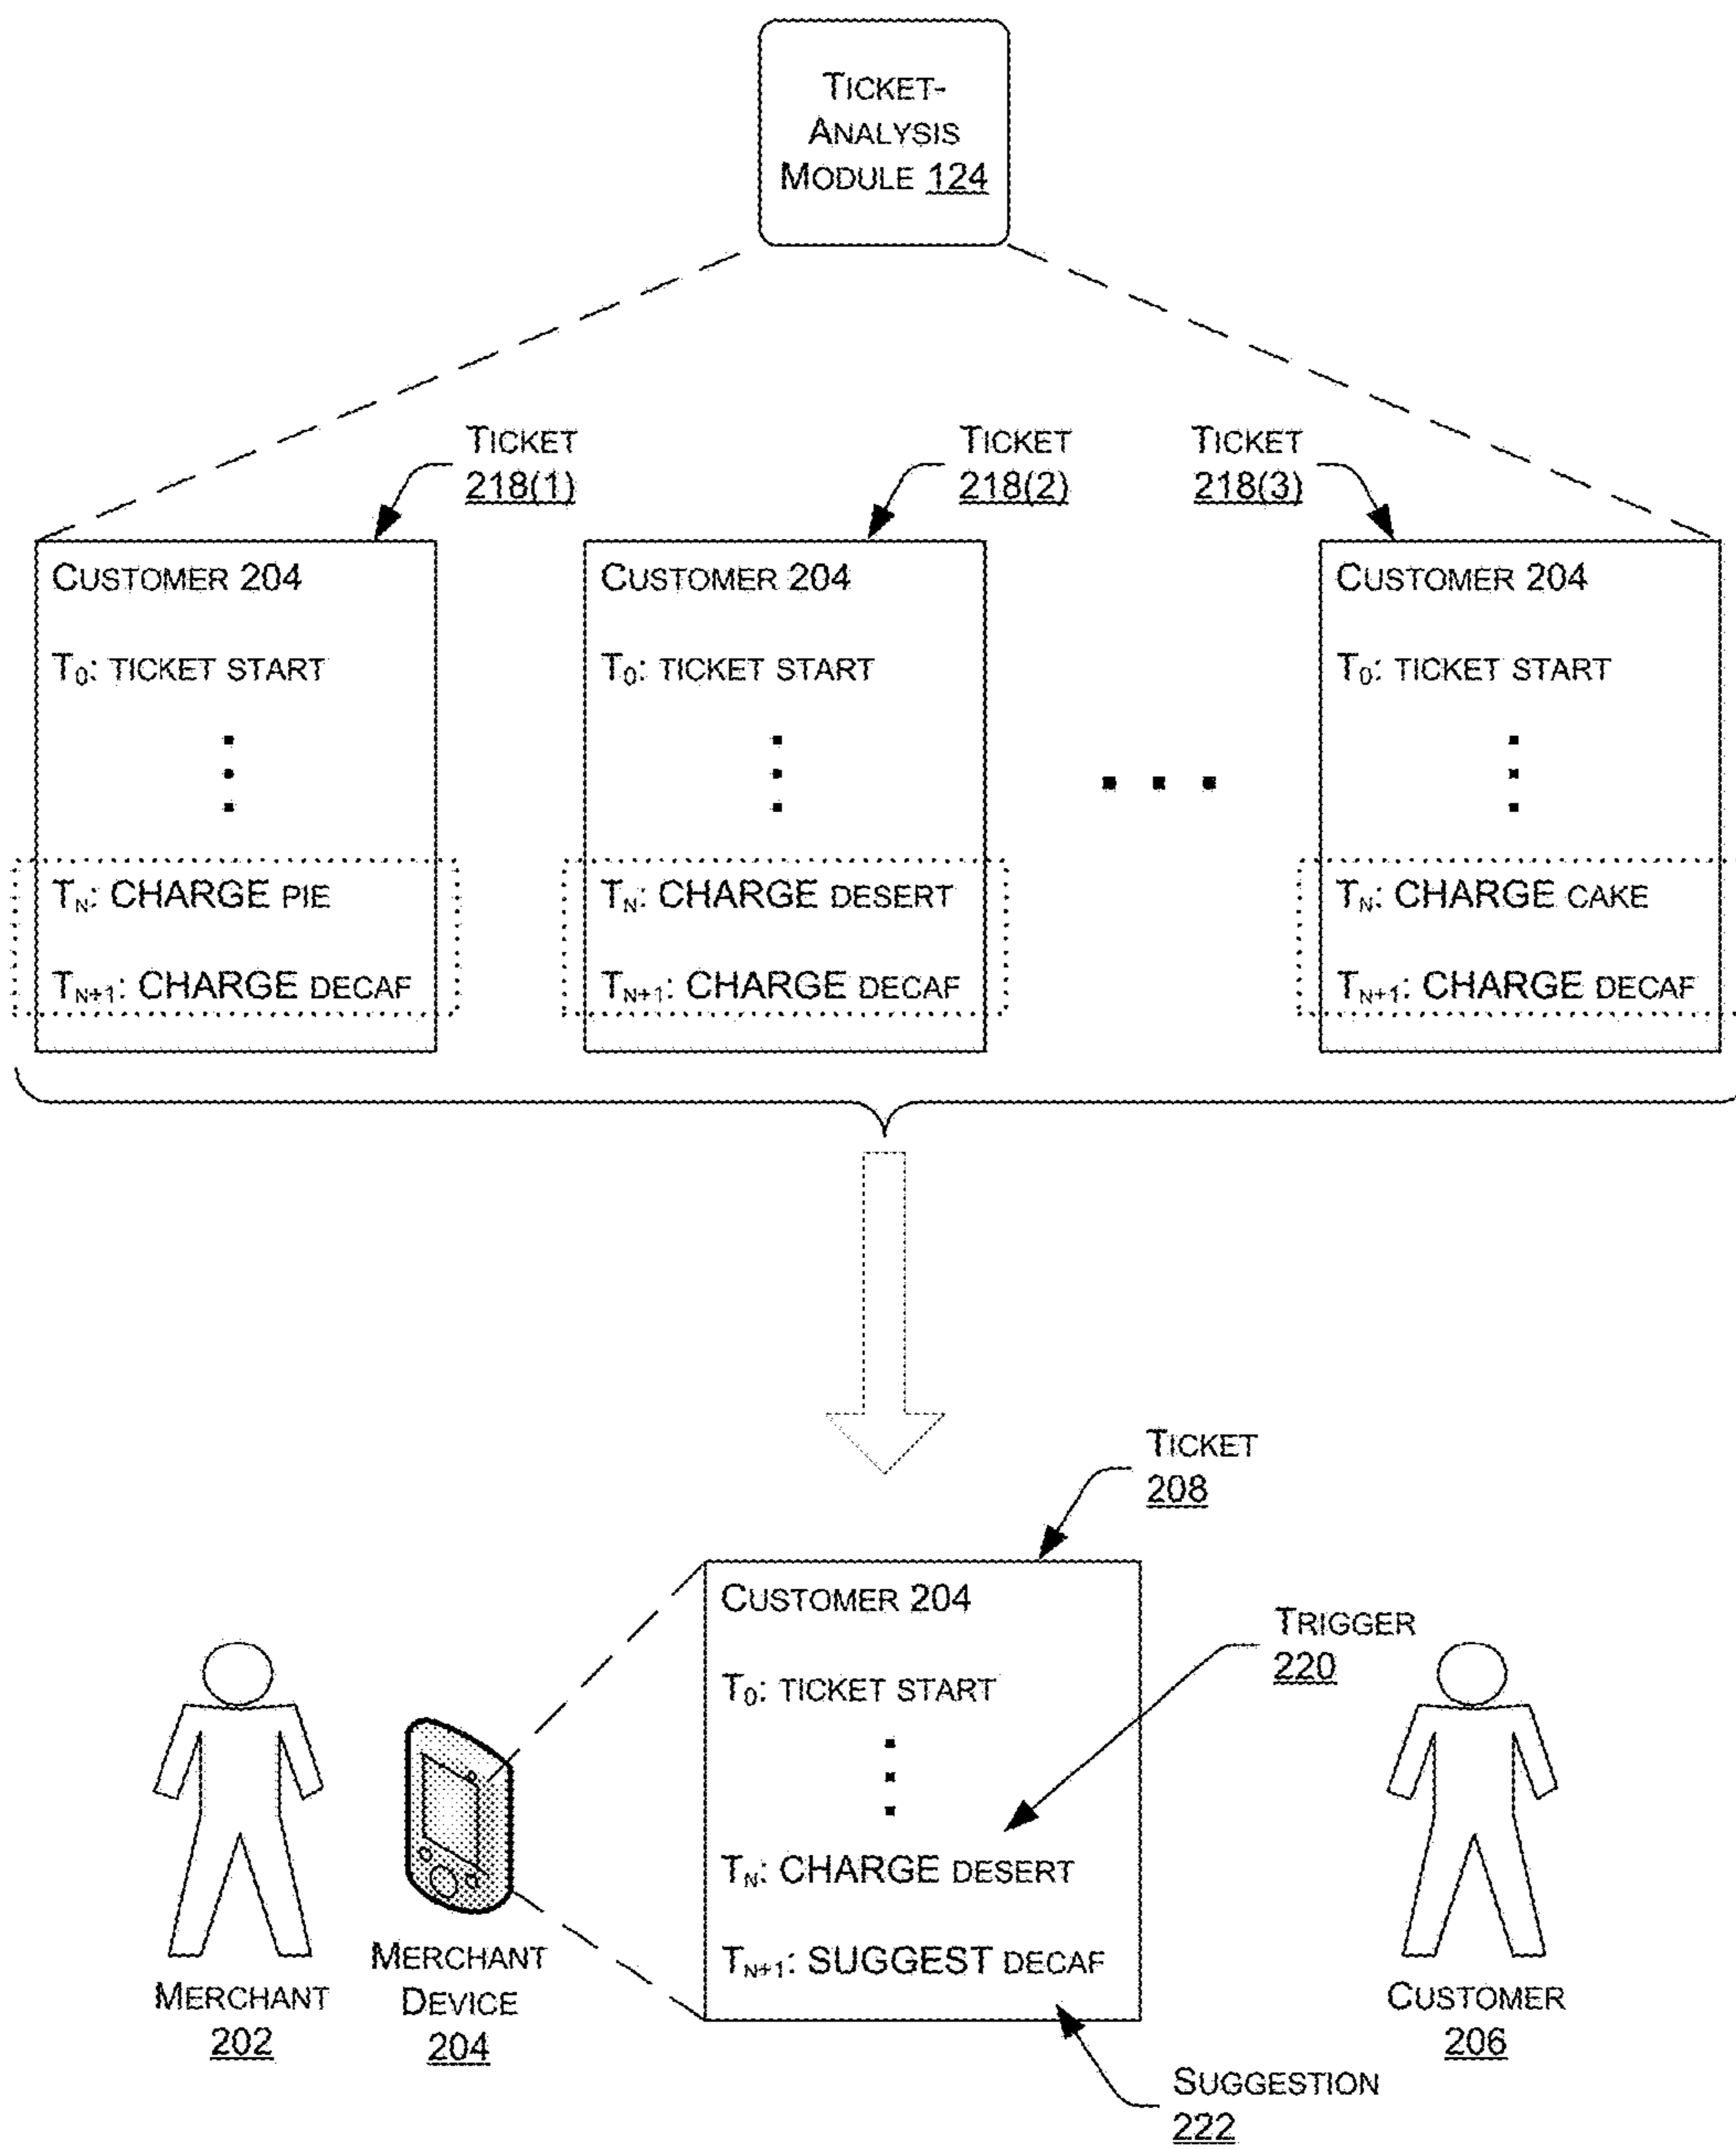 TICKET-
ANALYSIS
MODULE 124
TICKET
218(1)
TICKET
218(2)
TICKET
218(3)
CUSTOMER 204
T0: TICKET START
TN: CHARGE PIE
TN+1: CHARGE DECAF
CUSTOMER 204
T0: TICKET START
TN: CHARGE DESERT
TN+1: CHARGE DECAF
CUSTOMER 204
T0: TICKET START
TN: CHARGE CAKE
TN+1: CHARGE DECAF
TICKET
208
CUSTOMER 204
T0: TICKET START
TN: CHARGE DESERT
TN+1: SUGGEST DECAF
TRIGGER
220
MERCHANT
202
MERCHANT
DEVICE
204
CUSTOMER
206
SUGGESTION
222